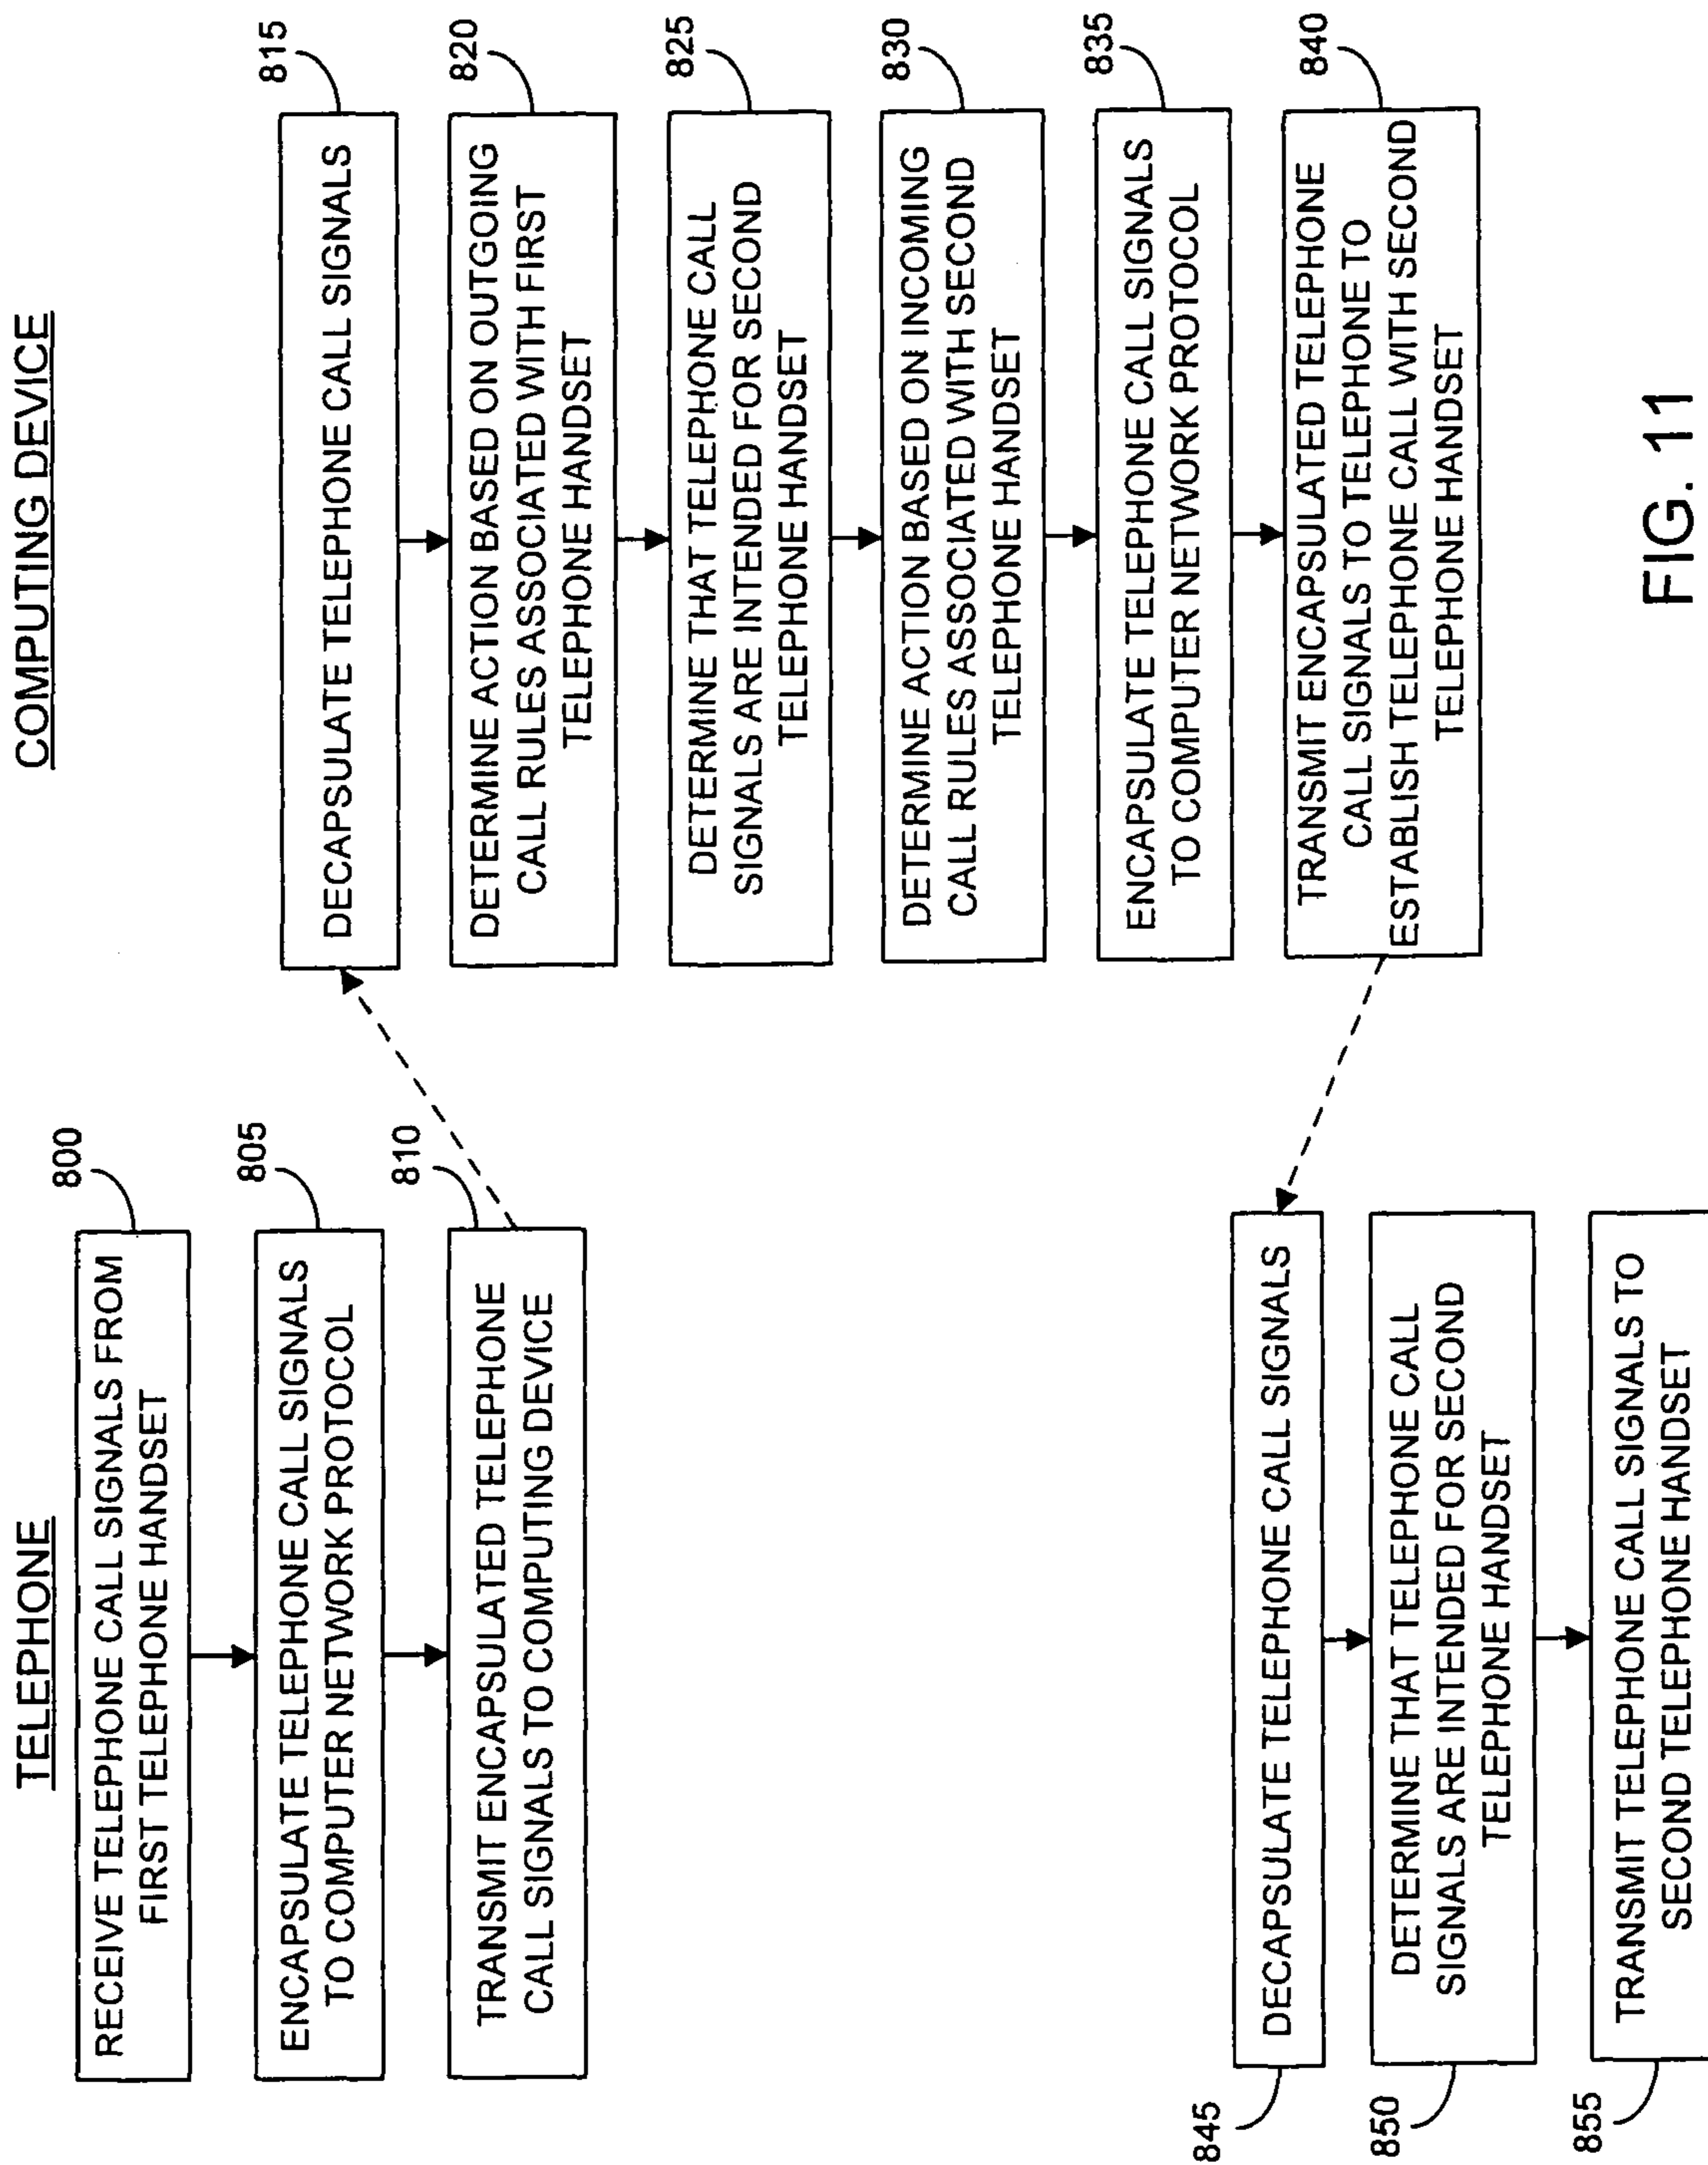 TELEPHONE
800
RECEIVE TELEPHONE CALL SIGNALS FROM
FIRST TELEPHONE HANDSET
805
ENCAPSULATE TELEPHONE CALL SIGNALS
TO COMPUTER NETWORK PROTOCOL
810
TRANSMIT ENCAPSULATED TELEPHONE
CALL SIGNALS TO COMPUTING DEVICE
COMPUTING DEVICE
815
DECAPSULATE TELEPHONE CALL SIGNALS
820
DETERMINE ACTION BASED ON OUTGOING
CALL RULES ASSOCIATED WITH FIRST
TELEPHONE HANDSET
825
DETERMINE THAT TELEPHONE CALL
SIGNALS ARE INTENDED FOR SECOND
TELEPHONE HANDSET
830
DETERMINE ACTION BASED ON INCOMING
CALL RULES ASSOCIATED WITH SECOND
TELEPHONE HANDSET
835
ENCAPSULATE TELEPHONE CALL SIGNALS
TO COMPUTER NETWORK PROTOCOL
840
TRANSMIT ENCAPSULATED TELEPHONE
CALL SIGNALS TO TELEPHONE TO
ESTABLISH TELEPHONE CALL WITH SECOND
TELEPHONE HANDSET
845
DECAPSULATE TELEPHONE CALL SIGNALS
850
DETERMINE THAT TELEPHONE CALL
SIGNALS ARE INTENDED FOR SECOND
TELEPHONE HANDSET
855
TRANSMIT TELEPHONE CALL SIGNALS TO
SECOND TELEPHONE HANDSET
FIG. 11